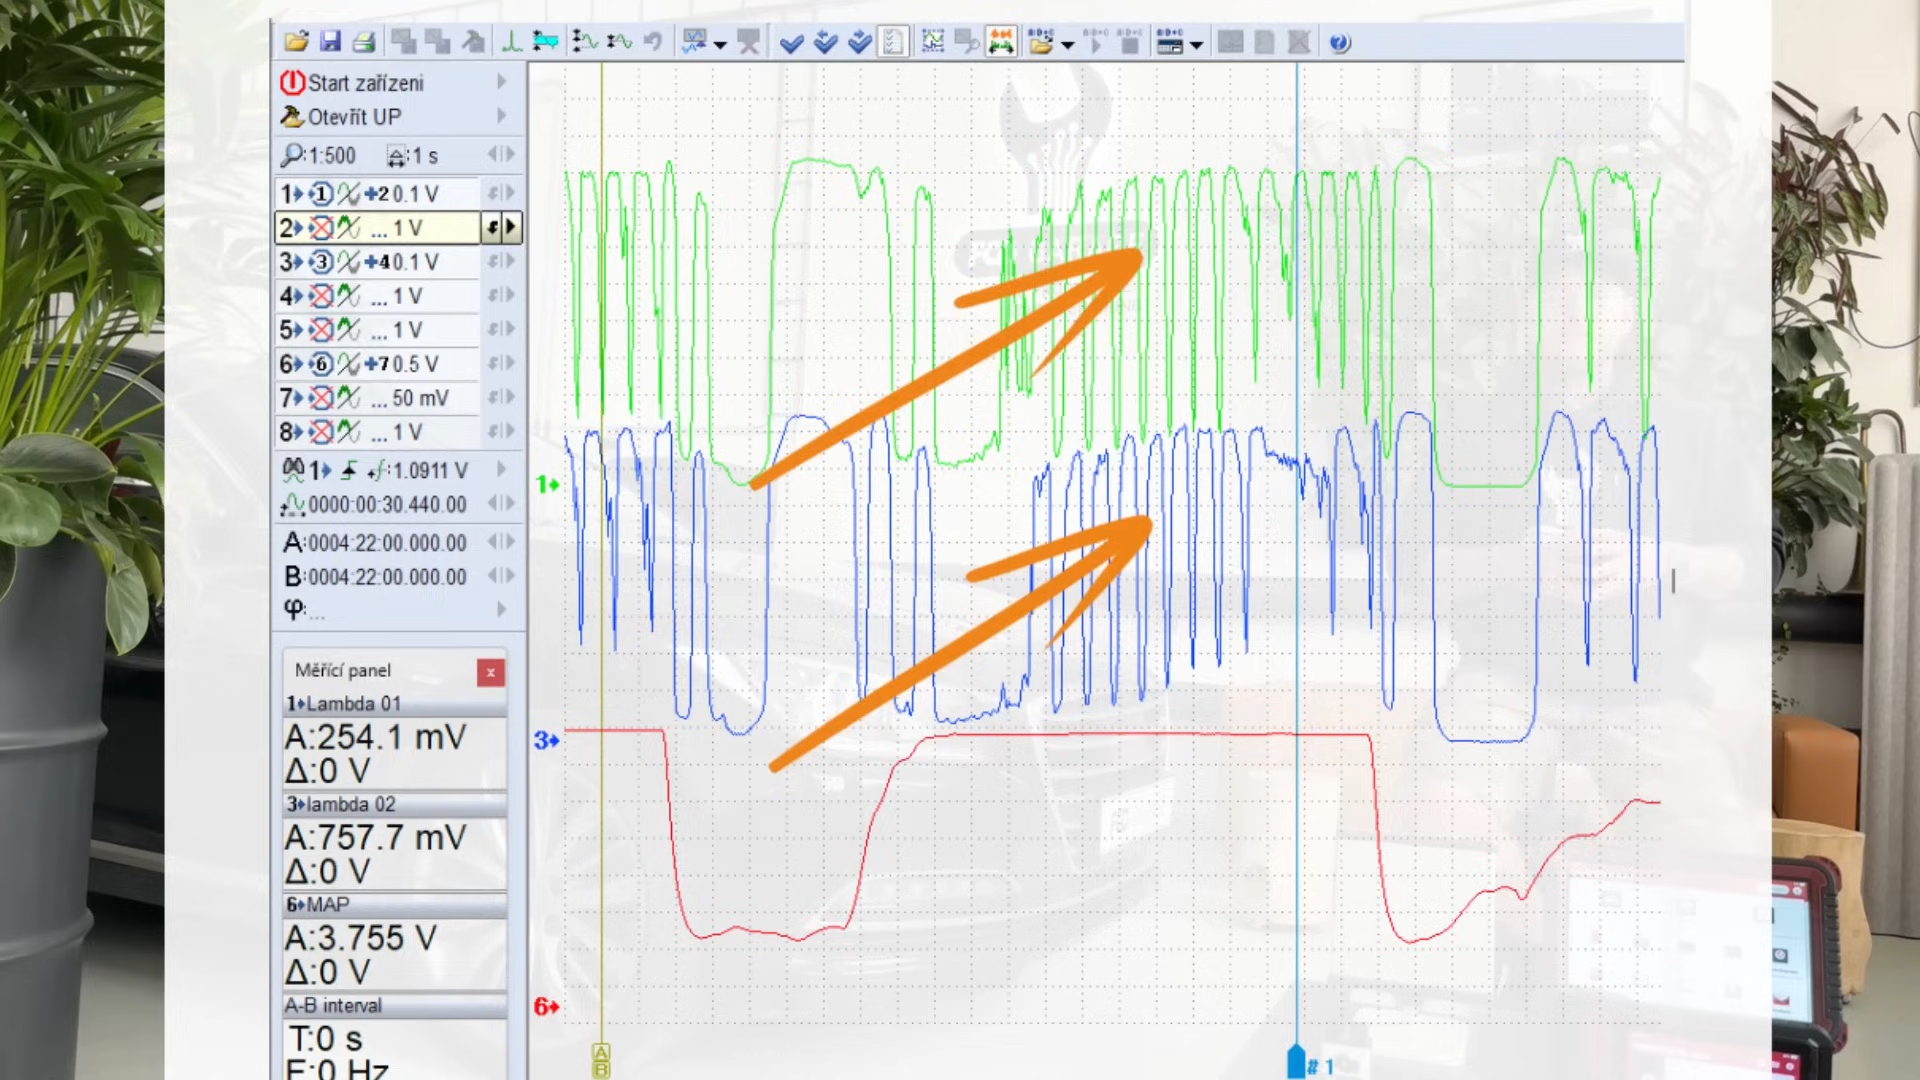 Start zařízeni
Otevřít UP
:1:500 :1 s
1 1 +2 0.1 V
2 ... 1 V
3 3 +4 0.1 V
4 ... 1 V
5 ... 1 V
6 6 +7 0.5 V
7 ... 50 mV
8 ... 1 V
1 :1.0911 V
0000:00:30.440.00
A:0004:22:00.000.00
B:0004:22:00.000.00
φ:...
Měřící panel
1 Lambda 01
A:254.1 mV
Δ:0 V
3 lambda 02
A:757.7 mV
Δ:0 V
6 MAP
A:3.755 V
Δ:0 V
A-B interval
T:0 s
F:0 Hz
1
3
6
A
B
# 1